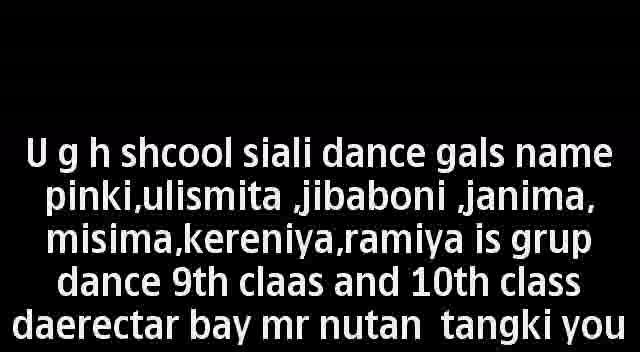 U g h shcool siali dance gals name
pinki,ulismita ,jibaboni ,janima,
misima,kereniya,ramiya is grup
dance 9th claas and 10th class
daerectar bay mr nutan  tangki you